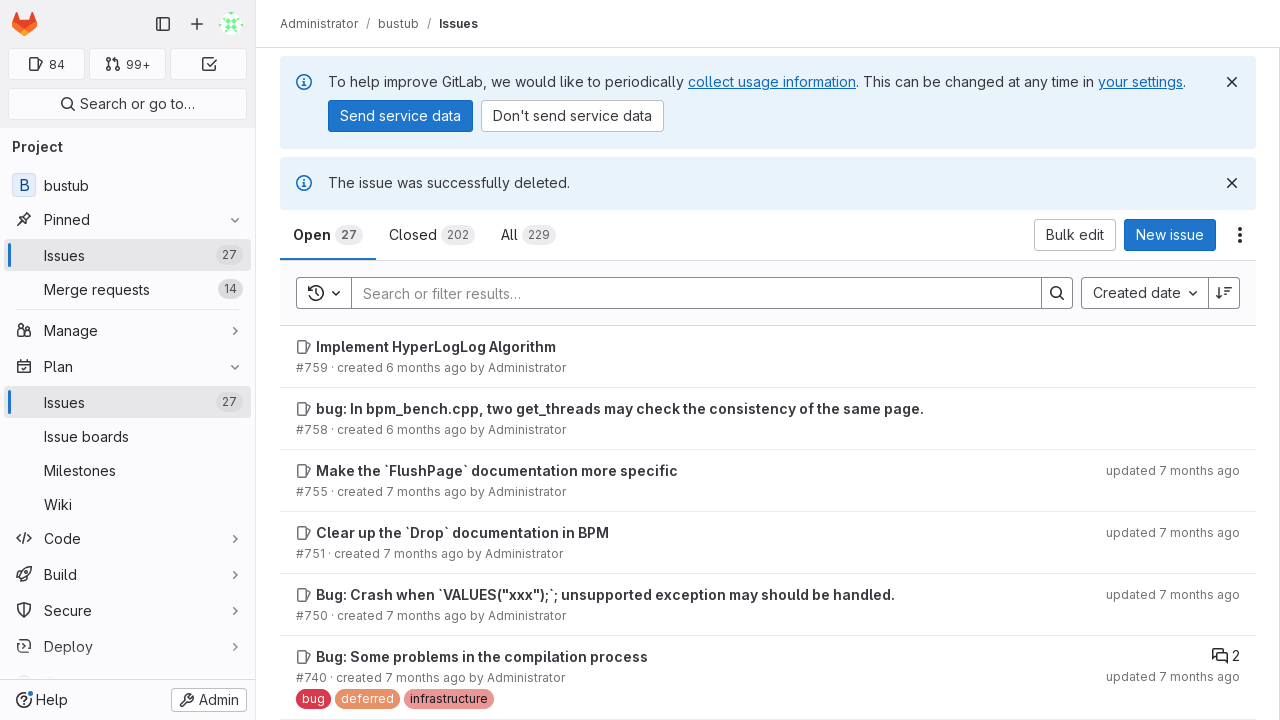 84
99+
Search or go to…
Project
B bustub
Pinned
Issues 27
Merge requests 14
Manage
Plan
Issues 27
Issue boards
Milestones
Wiki
Code
Build
Secure
Deploy
Help
Admin
Administrator / bustub / Issues
To help improve GitLab, we would like to periodically collect usage information. This can be changed at any time in your settings.
Send service data Don't send service data
The issue was successfully deleted.
Open 27 Closed 202 All 229
Bulk edit New issue
Search or filter results…
Created date
Implement HyperLogLog Algorithm
#759 · created 6 months ago by Administrator
bug: In bpm_bench.cpp, two get_threads may check the consistency of the same page.
#758 · created 6 months ago by Administrator
Make the `FlushPage` documentation more specific
updated 7 months ago
#755 · created 7 months ago by Administrator
Clear up the `Drop` documentation in BPM
updated 7 months ago
#751 · created 7 months ago by Administrator
Bug: Crash when `VALUES("xxx");`; unsupported exception may should be handled.
updated 7 months ago
#750 · created 7 months ago by Administrator
Bug: Some problems in the compilation process
2
#740 · created 7 months ago by Administrator
updated 7 months ago
bug deferred infrastructure